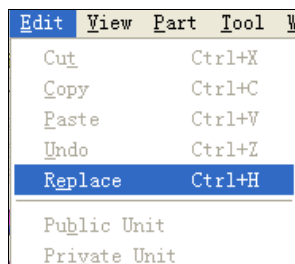 Edit View Part Tool
Cut Ctrl+X
Copy Ctrl+C
Paste Ctrl+V
Undo Ctrl+Z
Replace Ctrl+H
Public Unit
Private Unit